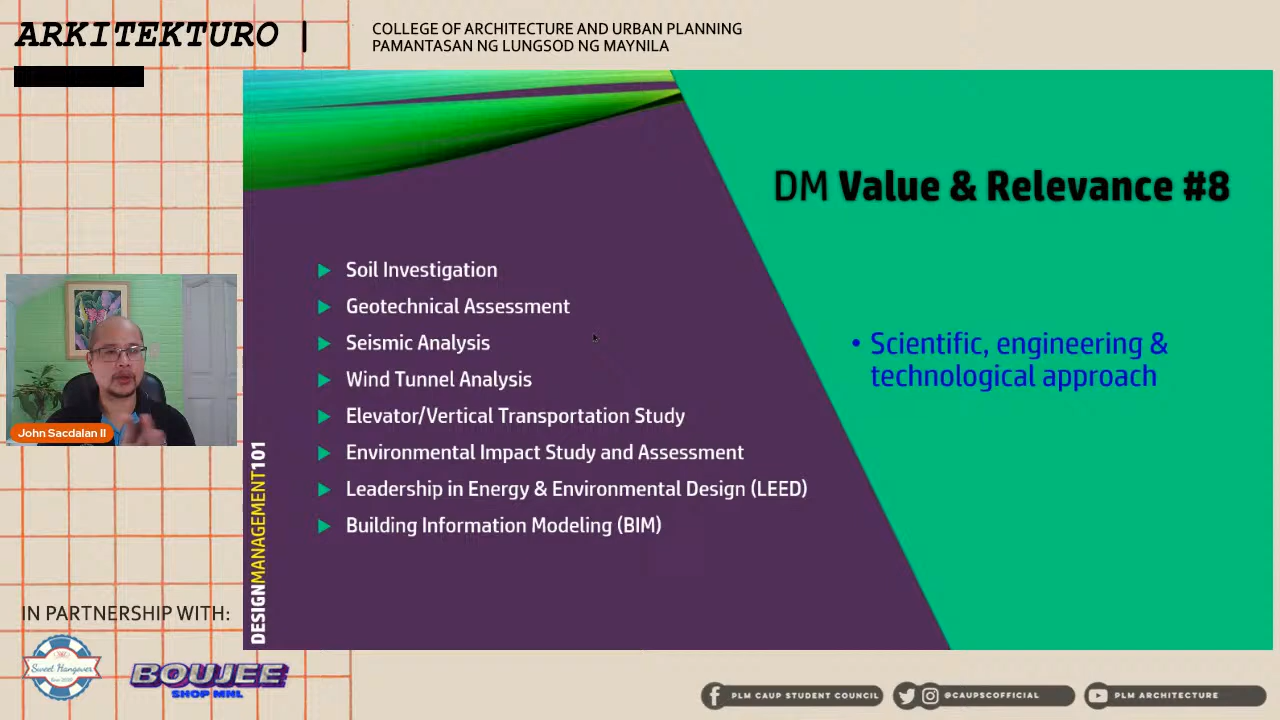 ARKITEKTURO |
COLLEGE OF ARCHITECTURE AND URBAN PLANNING
PAMANTASAN NG LUNGSOD NG MAYNILA
DM Value & Relevance #8
Soil Investigation
Geotechnical Assessment
Seismic Analysis
Wind Tunnel Analysis
Elevator/Vertical Transportation Study
Environmental Impact Study and Assessment
Leadership in Energy & Environmental Design (LEED)
Building Information Modeling (BIM)
• Scientific, engineering &
technological approach
John Sacdalan II
DESIGNMANAGEMENT101
IN PARTNERSHIP WITH:
Sweet Hangover
BOUJEE
SHOP MNL
PLM CAUP STUDENT COUNCIL
@CAUPSCOFFICIAL
PLM ARCHITECTURE